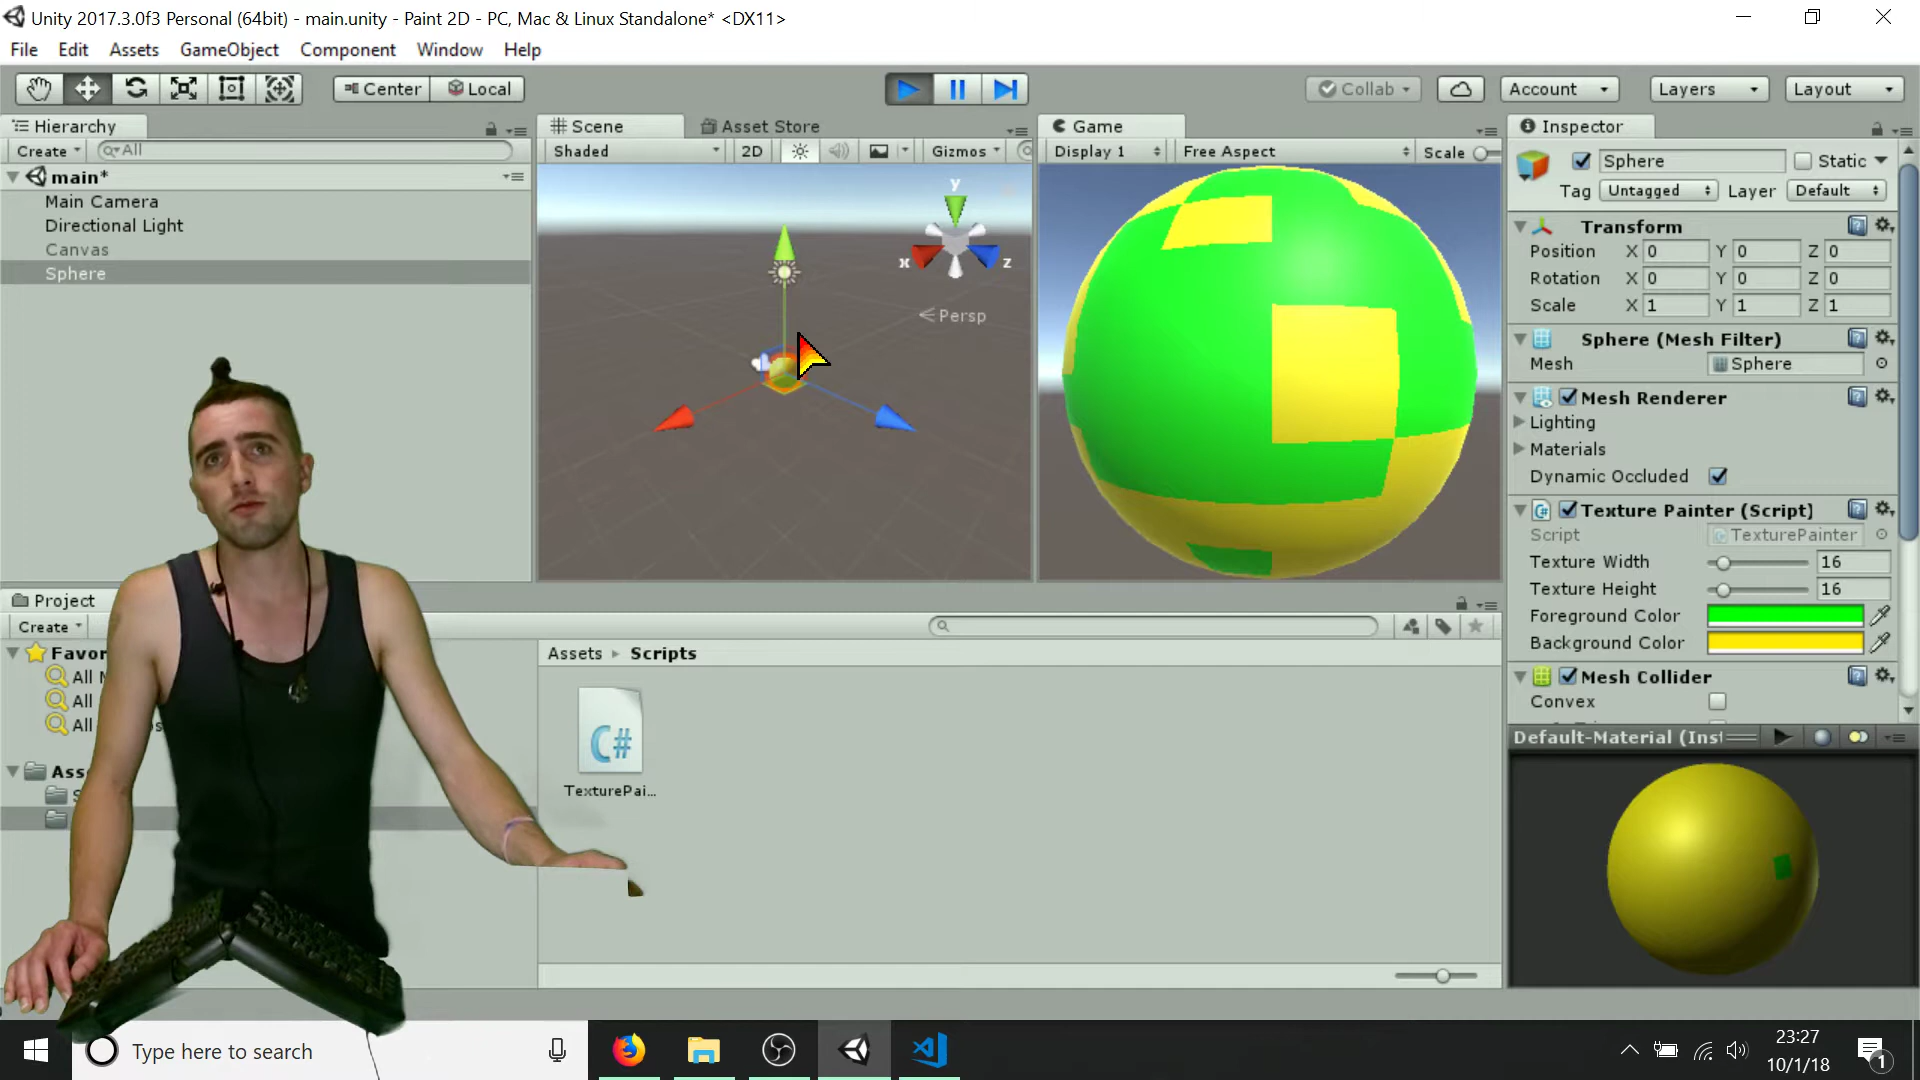 Unity 2017.3.0f3 Personal (64bit) - main.unity - Paint 2D - PC, Mac & Linux Standalone* <DX11>
File Edit Assets GameObject Component Window Help
Center Local Collab Account Layers Layout
Hierarchy
Create All
main*
Main Camera
Directional Light
Canvas
Sphere
Scene Asset Store
Shaded 2D Gizmos
y
x
z
Persp
Game
Display 1 Free Aspect Scale
Inspector
Sphere Static
Tag Untagged Layer Default
Transform
Position X 0 Y 0 Z 0
Rotation X 0 Y 0 Z 0
Scale X 1 Y 1 Z 1
Sphere (Mesh Filter)
Mesh Sphere
Mesh Renderer
Lighting
Materials
Dynamic Occluded
C# Texture Painter (Script)
Script TexturePainter
Texture Width 16
Texture Height 16
Foreground Color
Background Color
Mesh Collider
Convex
Default-Material (Inst
Project
Create
Favor
All
All
All
Ass
Assets Scripts
C#
TexturePai...
Type here to search
23:27
10/1/18
1